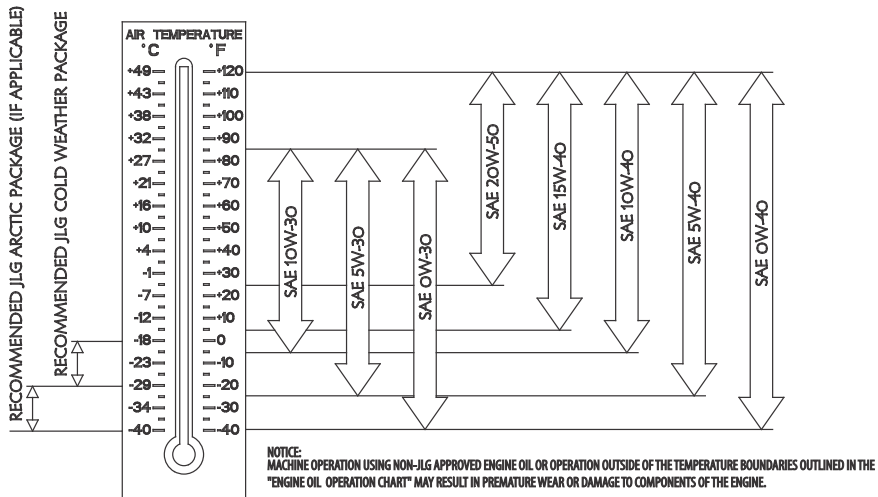 RECOMMENDED JLG ARCTIC PACKAGE (IF APPLICABLE)
RECOMMENDED JLG COLD WEATHER PACKAGE
AIR TEMPERATURE
°C °F
+49 +120
+43 +110
+38 +100
+32 +90
+27 +80
+21 +70
+16 +60
+10 +50
+4 +40
-1 +30
-7 +20
-12 +10
-18 0
-23 -10
-29 -20
-34 -30
-40 -40
SAE 10W-30
SAE 5W-30
SAE 0W-30
SAE 20W-50
SAE 15W-40
SAE 10W-40
SAE 5W-40
SAE 0W-40
NOTICE:
MACHINE OPERATION USING NON-JLG APPROVED ENGINE OIL OR OPERATION OUTSIDE OF THE TEMPERATURE BOUNDARIES OUTLINED IN THE
"ENGINE OIL OPERATION CHART" MAY RESULT IN PREMATURE WEAR OR DAMAGE TO COMPONENTS OF THE ENGINE.